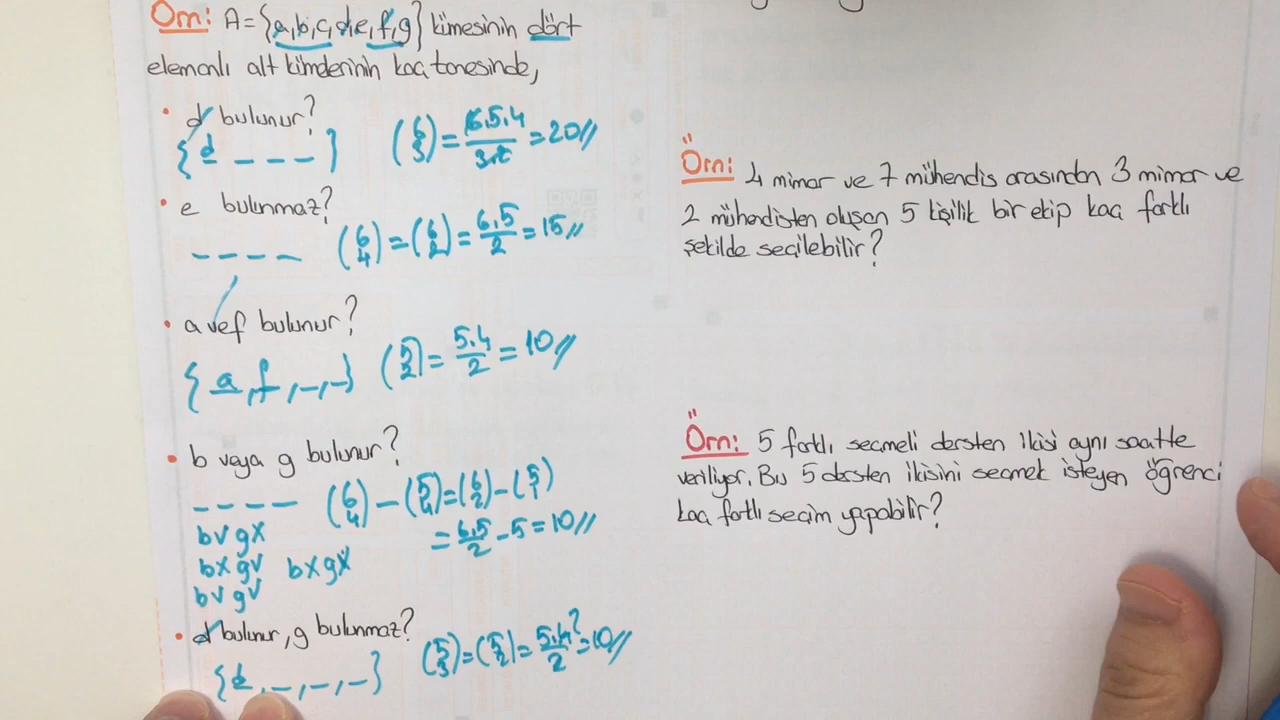 Örn: A={a,b,c,d,e,f,g} kümesinin dört
elemanlı alt kümelerinin kaç tanesinde,
• d bulunur? (6 3) = 6.5.4/3.2 = 20//
{d _ _ _ }
• e bulunmaz?
_ _ _ _ (6 4) = (6 2) = 6.5/2 = 15//
• a ve f bulunur?
{a, f, _, _} (5 2) = 5.4/2 = 10//
• b veya g bulunur?
_ _ _ _ (6 4) - (5 4) = (6 2) - (5 1)
= 6.5/2 - 5 = 10//
b✓ g✗
b✗ g✓ b✗ g✗
b✓ g✓
• d bulunur, g bulunmaz?
{d, _, _, _} (5 3) = (5 2) = 5.4²/2 = 10//
Örn: 4 mimar ve 7 mühendis arasından 3 mimar ve
2 mühendisten oluşan 5 kişilik bir ekip kaç farklı
şekilde seçilebilir?
Örn: 5 farklı seçmeli dersten ikisi aynı saatte
veriliyor. Bu 5 dersten ikisini seçmek isteyen öğrenci
kaç farklı seçim yapabilir?